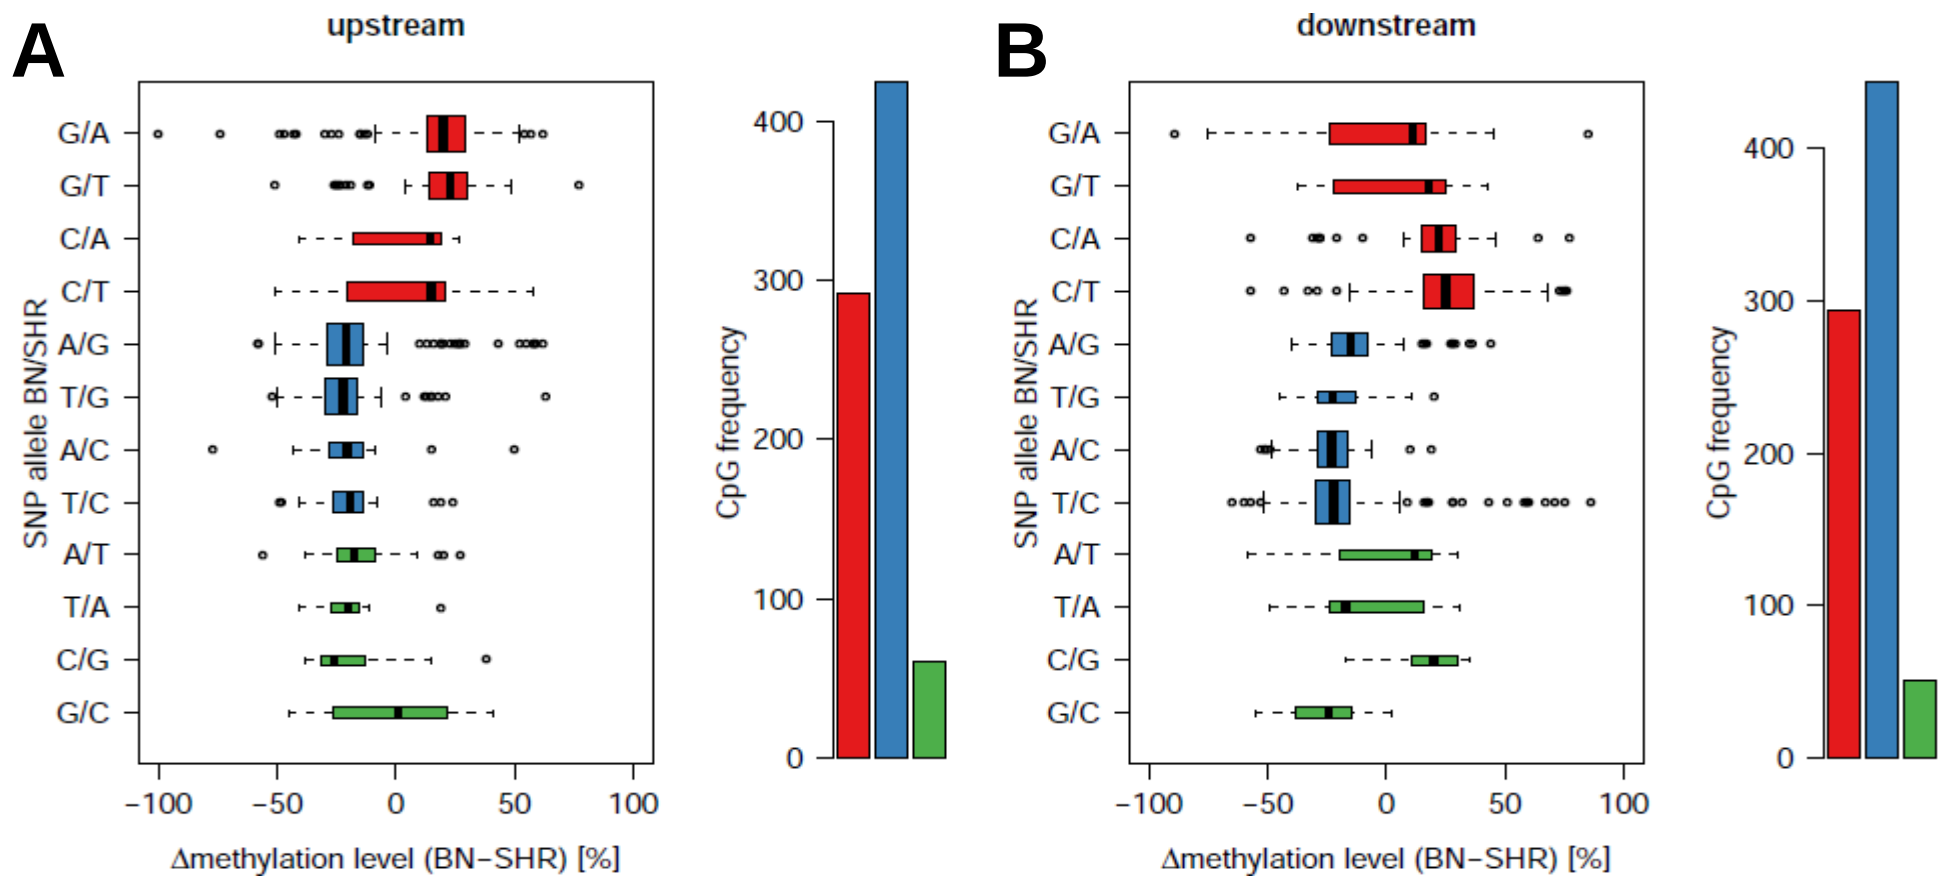 A
upstream
SNP allele BN/SHR
G/A
G/T
C/A
C/T
A/G
T/G
A/C
T/C
A/T
T/A
C/G
G/C
−100 −50 0 50 100
Δmethylation level (BN−SHR) [%]
CpG frequency
400
300
200
100
0
B
downstream
SNP allele BN/SHR
G/A
G/T
C/A
C/T
A/G
T/G
A/C
T/C
A/T
T/A
C/G
G/C
−100 −50 0 50 100
Δmethylation level (BN−SHR) [%]
CpG frequency
400
300
200
100
0